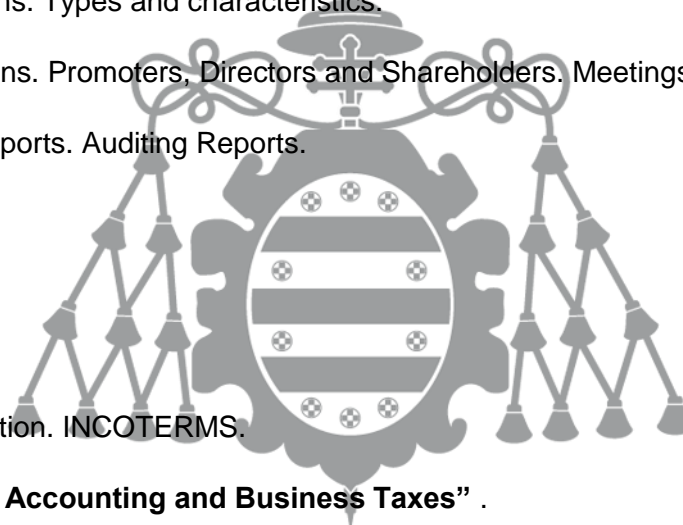 ns. Types and characteristics.
ns. Promoters, Directors and Shareholders. Meetings
ports. Auditing Reports.
tion. INCOTERMS.
Accounting and Business Taxes” .